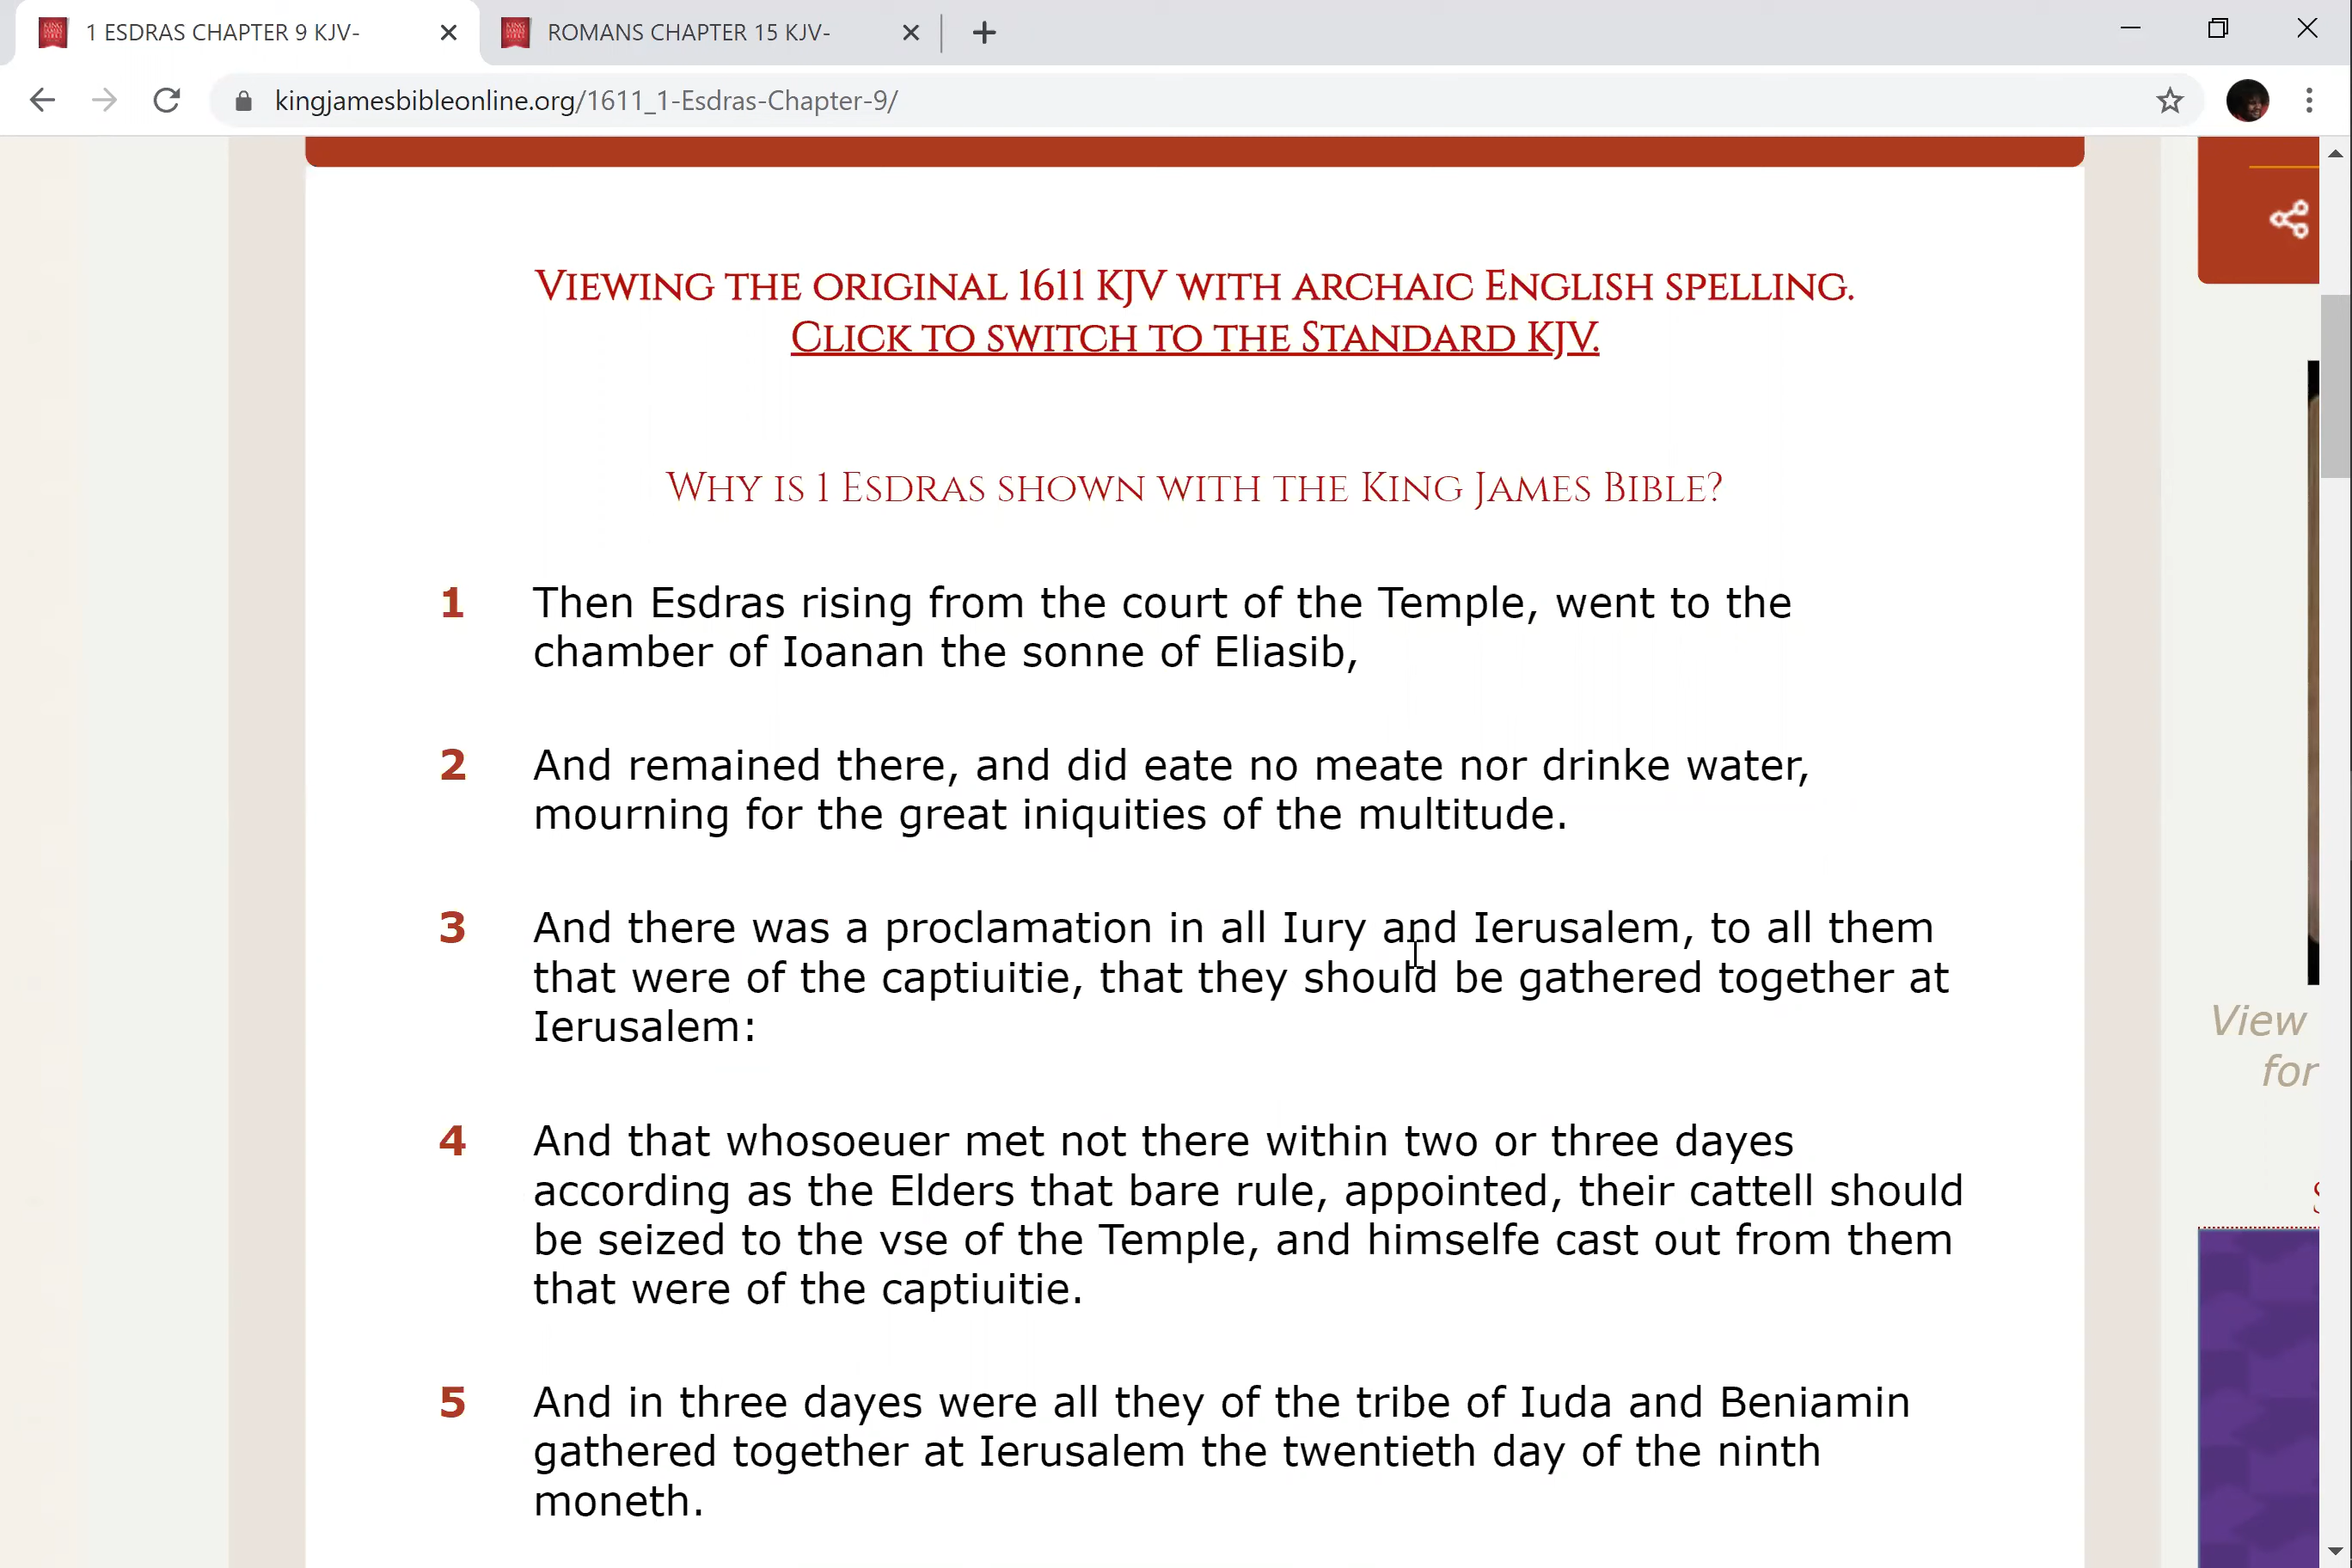 1 ESDRAS CHAPTER 9 KJV-
ROMANS CHAPTER 15 KJV-
kingjamesbibleonline.org/1611_1-Esdras-Chapter-9/
Viewing the original 1611 KJV with archaic English spelling.
Click to switch to the Standard KJV.
Why is 1 Esdras shown with the King James Bible?
1 Then Esdras rising from the court of the Temple, went to the
chamber of Ioanan the sonne of Eliasib,
2 And remained there, and did eate no meate nor drinke water,
mourning for the great iniquities of the multitude.
3 And there was a proclamation in all Iury and Ierusalem, to all them
that were of the captiuitie, that they should be gathered together at
Ierusalem:
4 And that whosoeuer met not there within two or three dayes
according as the Elders that bare rule, appointed, their cattell should
be seized to the vse of the Temple, and himselfe cast out from them
that were of the captiuitie.
5 And in three dayes were all they of the tribe of Iuda and Beniamin
gathered together at Ierusalem the twentieth day of the ninth
moneth.
View
for